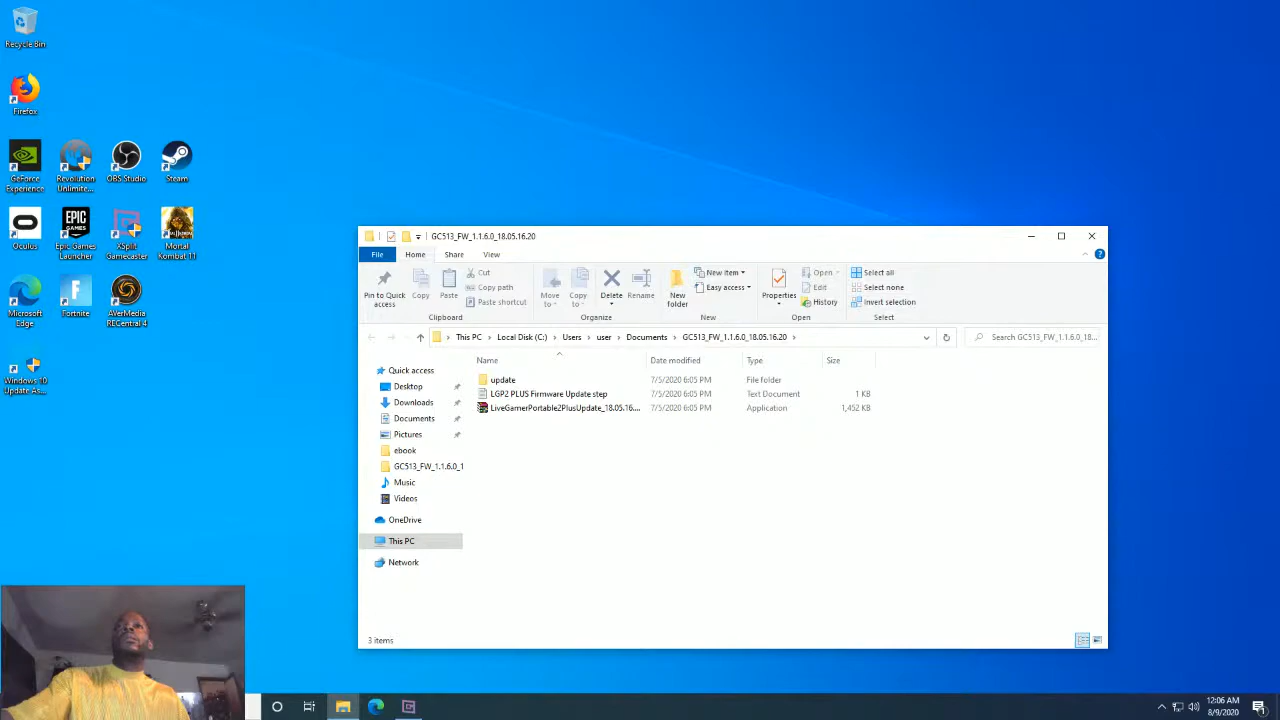 Recycle Bin
Firefox
GeForce
Experience
Revolution
Unlimite...
OBS Studio
Steam
Oculus
Epic Games
Launcher
XSplit
Gamecaster
Mortal
Kombat 11
Microsoft
Edge
Fortnite
AVerMedia
RECentral 4
Windows 10
Update As...
EPIC
GAMES
GC513_FW_1.1.6.0_18.05.16.20
File
Home
Share
View
Pin to Quick
access
Copy
Paste
Cut
Copy path
Paste shortcut
Clipboard
Move
to
Copy
to
Delete
Rename
Organize
New
folder
New item
Easy access
New
Properties
Open
Edit
History
Open
Select all
Select none
Invert selection
Select
This PC > Local Disk (C:) > Users > user > Documents > GC513_FW_1.1.6.0_18.05.16.20 >
Search GC513_FW_1.1.6.0_18...
Name
Date modified
Type
Size
update 7/5/2020 6:05 PM File folder
LGP2 PLUS Firmware Update step 7/5/2020 6:05 PM Text Document 1 KB
LiveGamerPortable2PlusUpdate_18.05.16.... 7/5/2020 6:05 PM Application 1,452 KB
Quick access
Desktop
Downloads
Documents
Pictures
ebook
GC513_FW_1.1.6.0_1
Music
Videos
OneDrive
This PC
Network
3 items
12:06 AM
8/9/2020